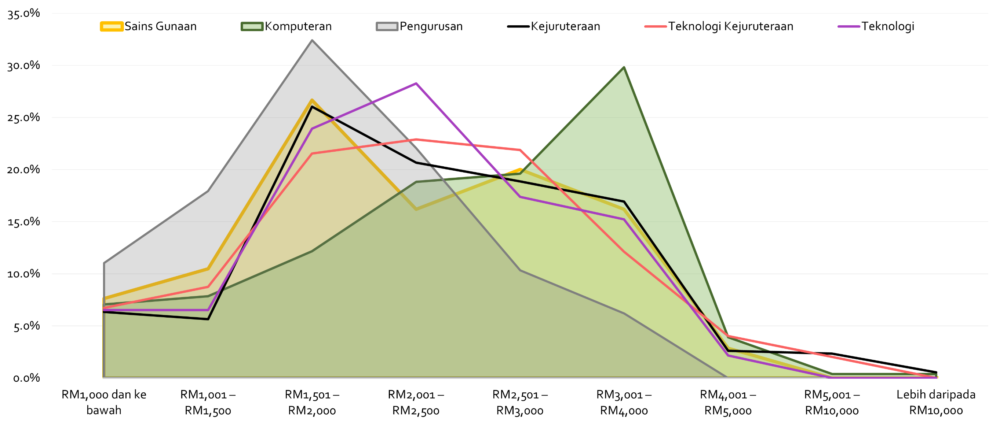 35.0%
Sains Gunaan Komputeran Pengurusan Kejuruteraan Teknologi Kejuruteraan Teknologi
30.0%
25.0%
20.0%
15.0%
10.0%
5.0%
0.0%
RM1,000 dan ke bawah
RM1,001 –
RM1,500
RM1,501 –
RM2,000
RM2,001 –
RM2,500
RM2,501 –
RM3,000
RM3,001 –
RM4,000
RM4,001 –
RM5,000
RM5,001 –
RM10,000
Lebih daripada
RM10,000